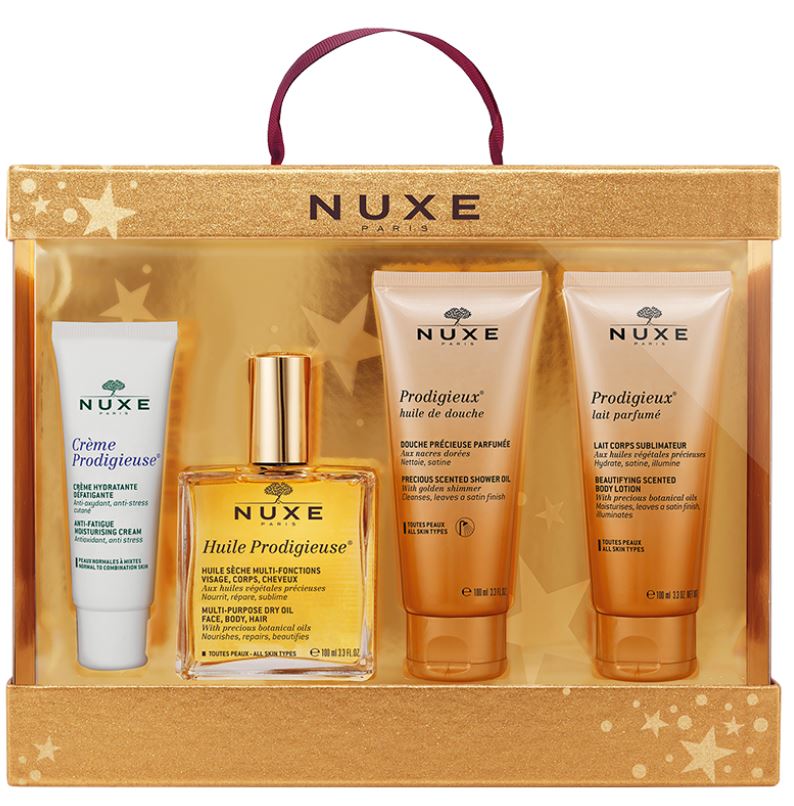 NUXE
PARIS
NUXE
PARIS
Crème
Prodigieuse®
CRÈME HYDRATANTE
DÉFATIGANTE
Anti-oxydant, anti-stress
cutané
ANTI-FATIGUE
MOISTURISING CREAM
Antioxidant, anti stress
PEAUX NORMALES À MIXTES
NORMAL TO COMBINATION SKIN
NUXE
PARIS
Huile Prodigieuse®
HUILE SÈCHE MULTI-FONCTIONS
VISAGE, CORPS, CHEVEUX
Aux huiles végétales précieuses
Nourrit, répare, sublime
MULTI-PURPOSE DRY OIL
FACE, BODY, HAIR
With precious botanical oils
Nourishes, repairs, beautifies
TOUTES PEAUX - ALL SKIN TYPES
℮ 100 ml 3.3 FL.OZ.
NUXE
PARIS
Prodigieux®
huile de douche
DOUCHE PRÉCIEUSE PARFUMÉE
Aux nacres dorées
Nettoie, satine
PRECIOUS SCENTED SHOWER OIL
With golden shimmer
Cleanses, leaves a satin finish
TOUTES PEAUX
ALL SKIN TYPES
℮ 100 ml 3.3 FL.OZ.
NUXE
PARIS
Prodigieux®
lait parfumé
LAIT CORPS SUBLIMATEUR
Aux huiles végétales précieuses
Hydrate, satine, illumine
BEAUTIFYING SCENTED
BODY LOTION
With precious botanical oils
Moisturises, leaves a satin finish,
illuminates
TOUTES PEAUX
ALL SKIN TYPES
℮ 100 ml 3.3 OZ. NET WT.